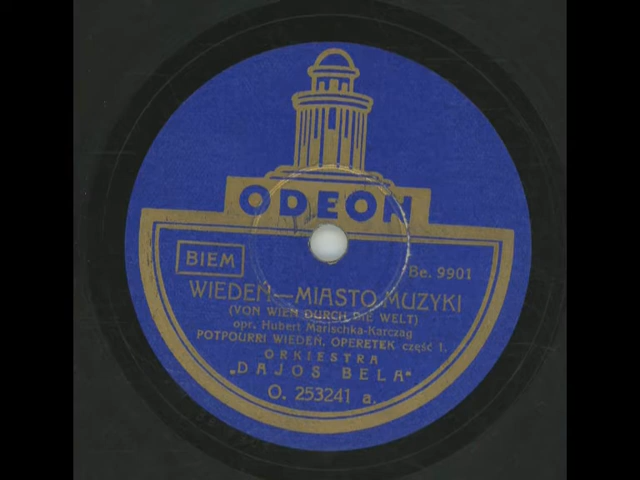 ODEON
BIEM
Be. 9901
WIEDEŃ—MIASTO MUZYKI
(VON WIEN DURCH DIE WELT)
opr. Hubert Marischka-Karczag
POTPOURRI WIEDEŃ. OPERETEK część 1.
ORKIESTRA
„DAJOS BELA"
O. 253241 a.